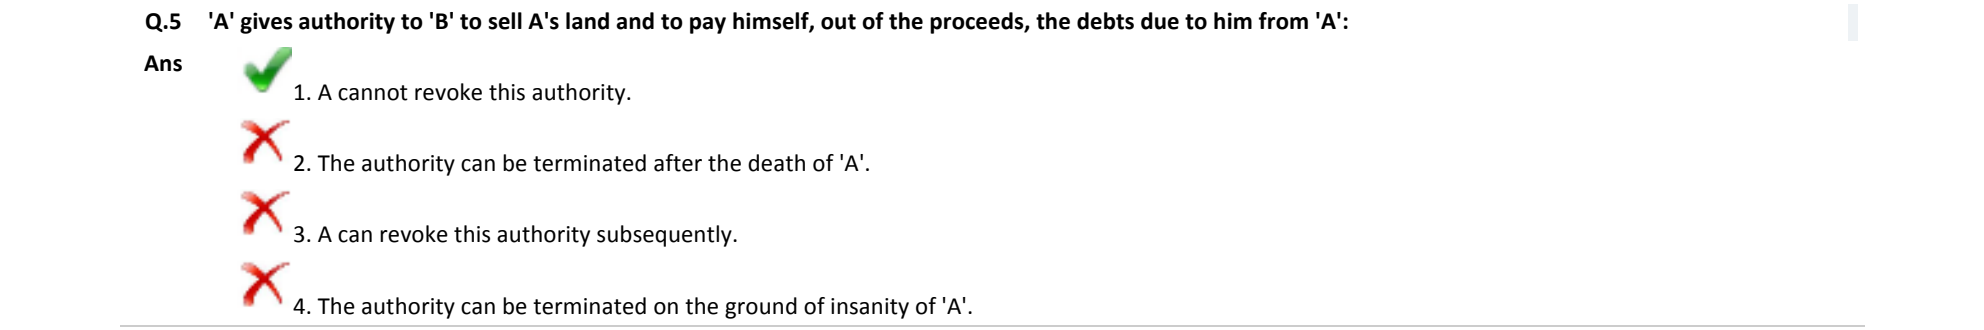 Q.5 'A' gives authority to 'B' to sell A's land and to pay himself, out of the proceeds, the debts due to him from 'A':
Ans
1. A cannot revoke this authority.
2. The authority can be terminated after the death of 'A'.
3. A can revoke this authority subsequently.
4. The authority can be terminated on the ground of insanity of 'A'.